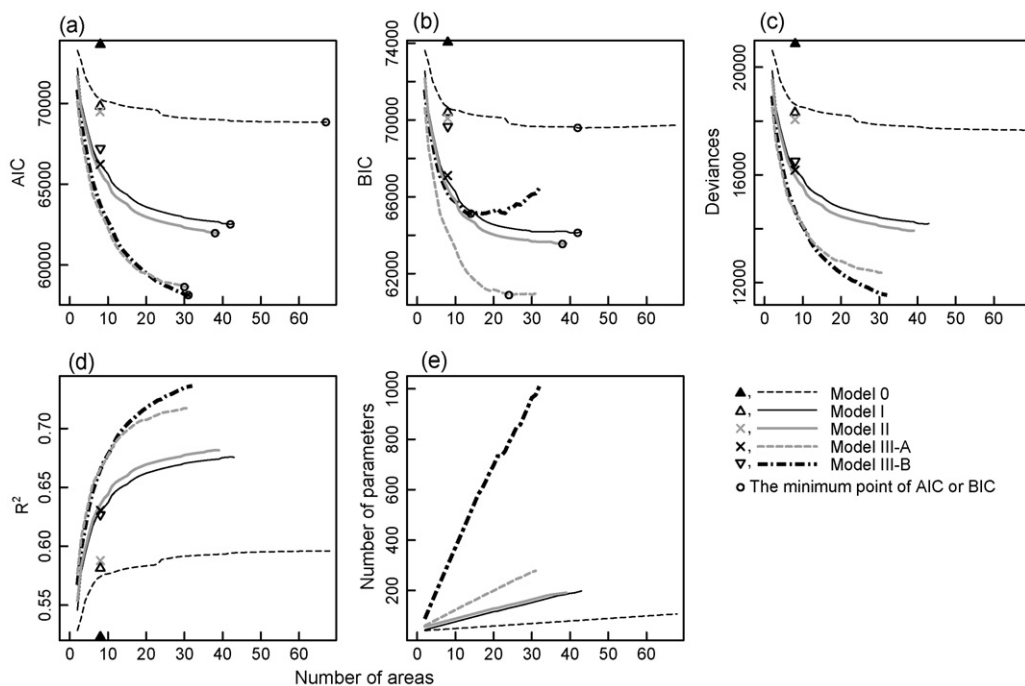 (a)
AIC
70000
65000
60000
0 10 20 30 40 50 60
(b)
BIC
74000
70000
66000
62000
0 10 20 30 40 50 60
(c)
Deviances
20000
16000
12000
0 10 20 30 40 50 60
(d)
R²
0.70
0.65
0.60
0.55
0 10 20 30 40 50 60
(e)
Number of parameters
1000
800
600
400
200
0 10 20 30 40 50 60
Number of areas
, Model 0
, Model I
, Model II
, Model III-A
, Model III-B
The minimum point of AIC or BIC